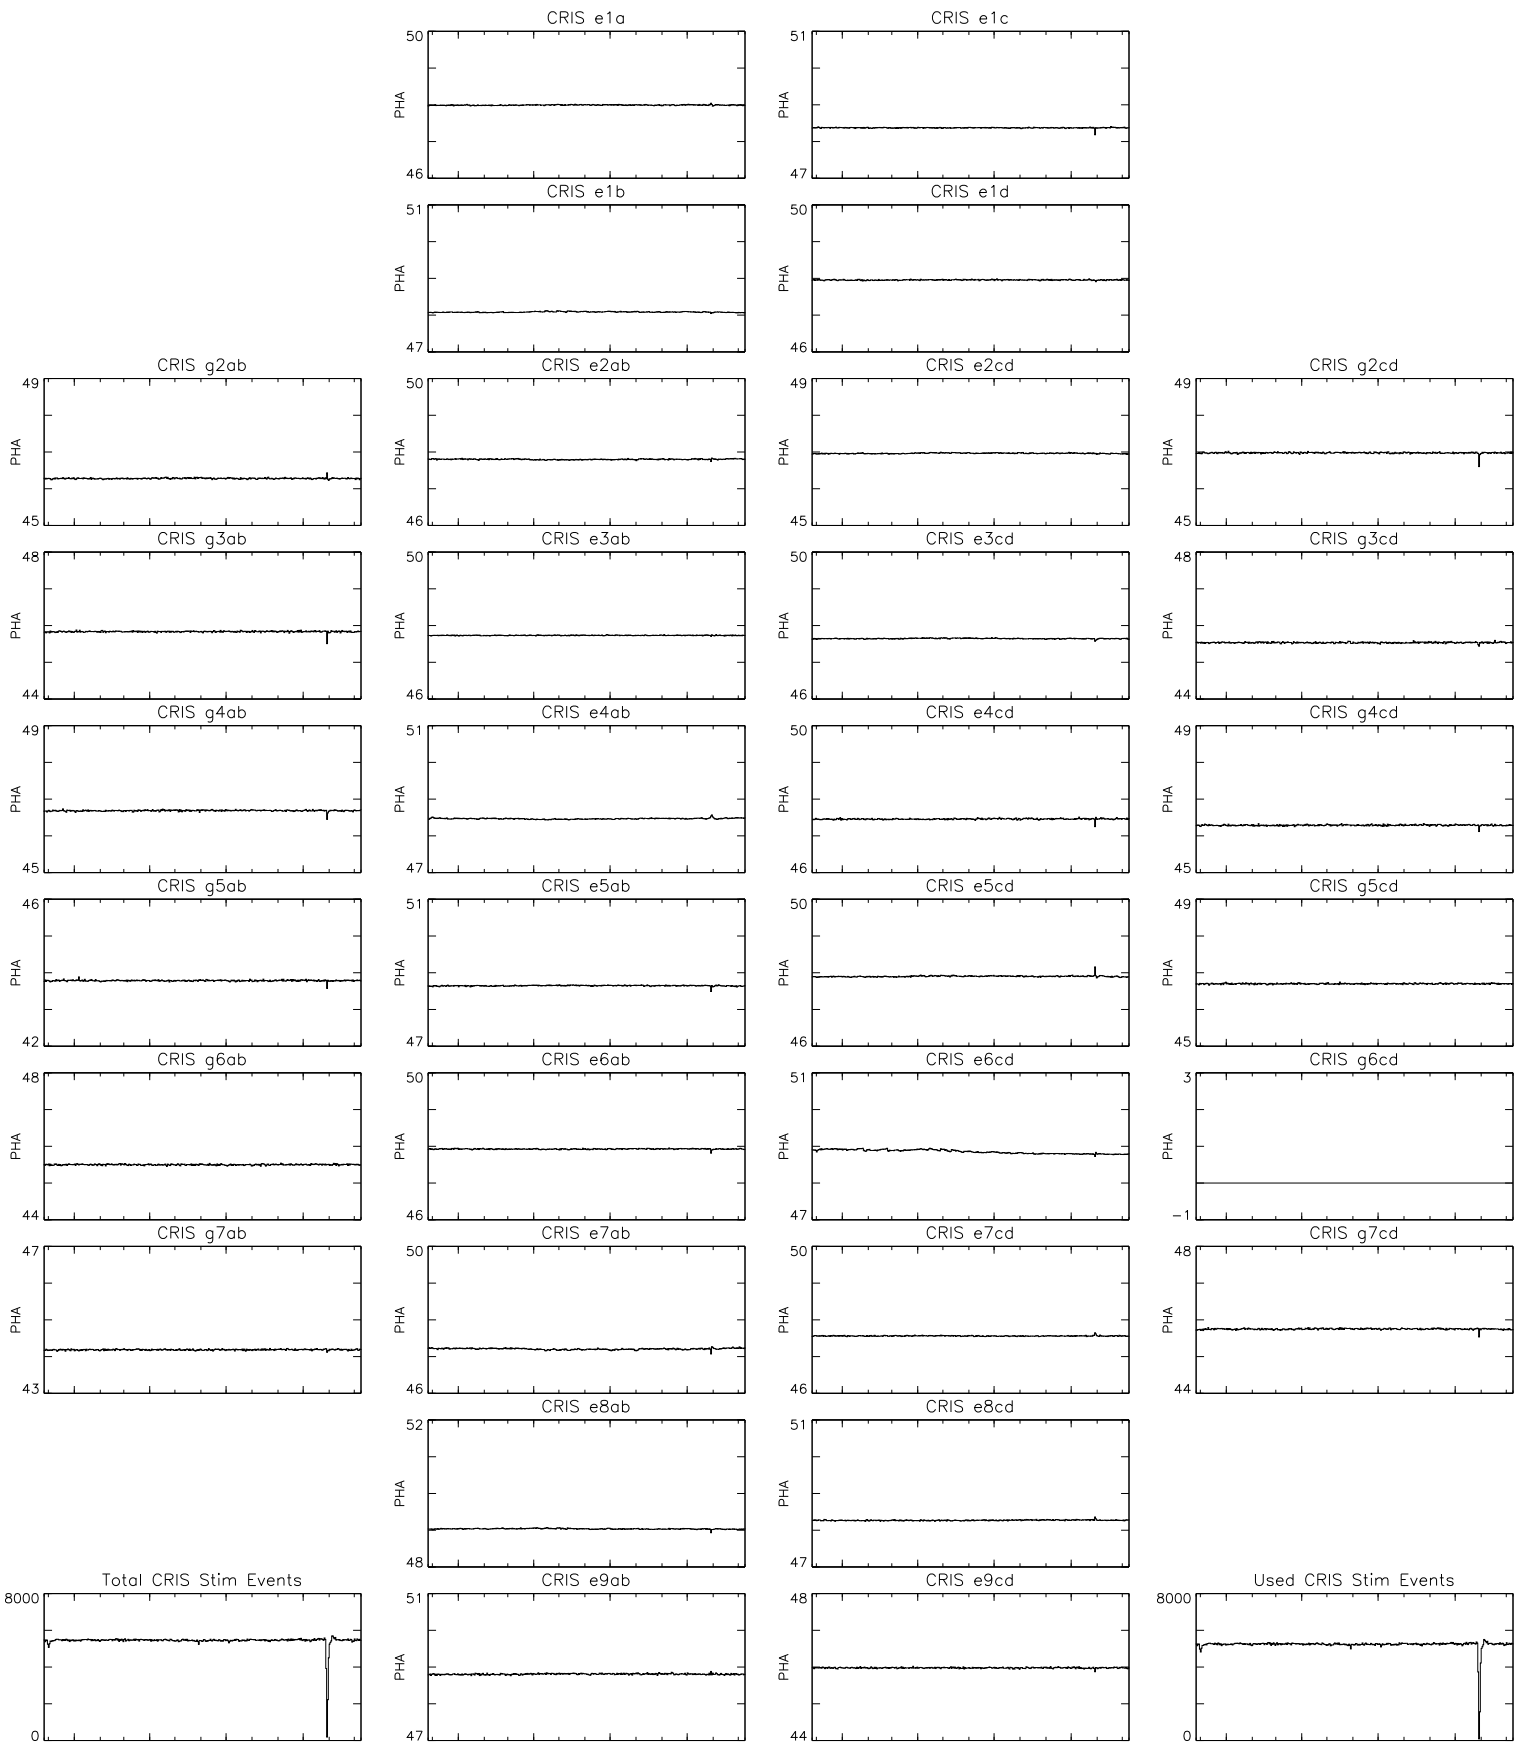 CRIS e1a
50
PHA
46
CRIS e1c
51
PHA
47
CRIS e1b
51
PHA
47
CRIS e1d
50
PHA
46
CRIS g2ab
49
PHA
45
CRIS e2ab
50
PHA
46
CRIS e2cd
49
PHA
45
CRIS g2cd
49
PHA
45
CRIS g3ab
48
PHA
44
CRIS e3ab
50
PHA
46
CRIS e3cd
50
PHA
46
CRIS g3cd
48
PHA
44
CRIS g4ab
49
PHA
45
CRIS e4ab
51
PHA
47
CRIS e4cd
50
PHA
46
CRIS g4cd
49
PHA
45
CRIS g5ab
46
PHA
42
CRIS e5ab
51
PHA
47
CRIS e5cd
50
PHA
46
CRIS g5cd
49
PHA
45
CRIS g6ab
48
PHA
44
CRIS e6ab
50
PHA
46
CRIS e6cd
51
PHA
47
CRIS g6cd
3
PHA
-1
CRIS g7ab
47
PHA
43
CRIS e7ab
50
PHA
46
CRIS e7cd
50
PHA
46
CRIS g7cd
48
PHA
44
CRIS e8ab
52
PHA
48
CRIS e8cd
51
PHA
47
Total CRIS Stim Events
8000
0
CRIS e9ab
51
PHA
47
CRIS e9cd
48
PHA
44
Used CRIS Stim Events
8000
0